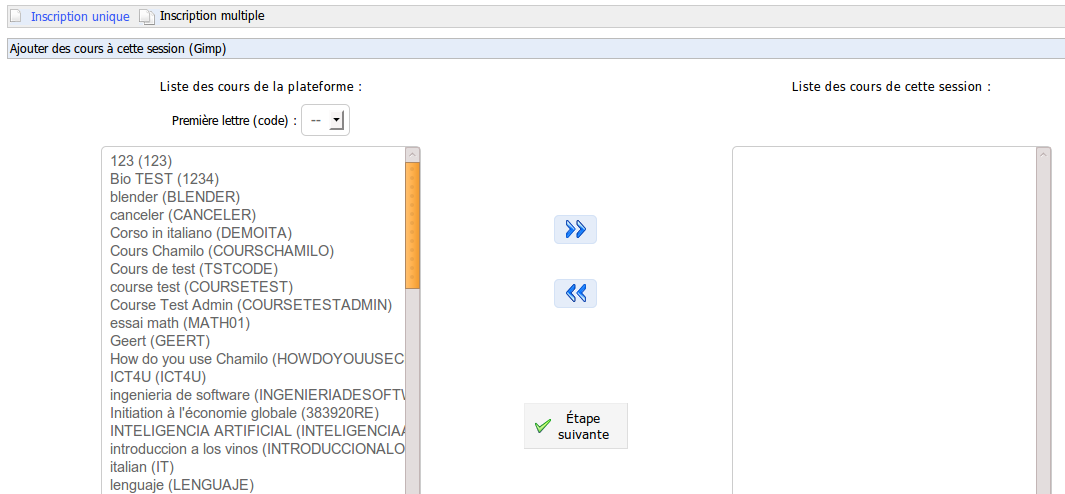 Inscription unique Inscription multiple
Ajouter des cours à cette session (Gimp)
Liste des cours de la plateforme :
Liste des cours de cette session :
Première lettre (code) : --
123 (123)
Bio TEST (1234)
blender (BLENDER)
canceler (CANCELER)
Corso in italiano (DEMOITA)
Cours Chamilo (COURSCHAMILO)
Cours de test (TSTCODE)
course test (COURSETEST)
Course Test Admin (COURSETESTADMIN)
essai math (MATH01)
Geert (GEERT)
How do you use Chamilo (HOWDOYOUUSEC
ICT4U (ICT4U)
ingenieria de software (INGENIERIADESOFTW
Initiation à l'économie globale (383920RE)
INTELIGENCIA ARTIFICIAL (INTELIGENCIAA
introduccion a los vinos (INTRODUCCIONALO
italian (IT)
lenguaje (LENGUAJE)
Étape
suivante